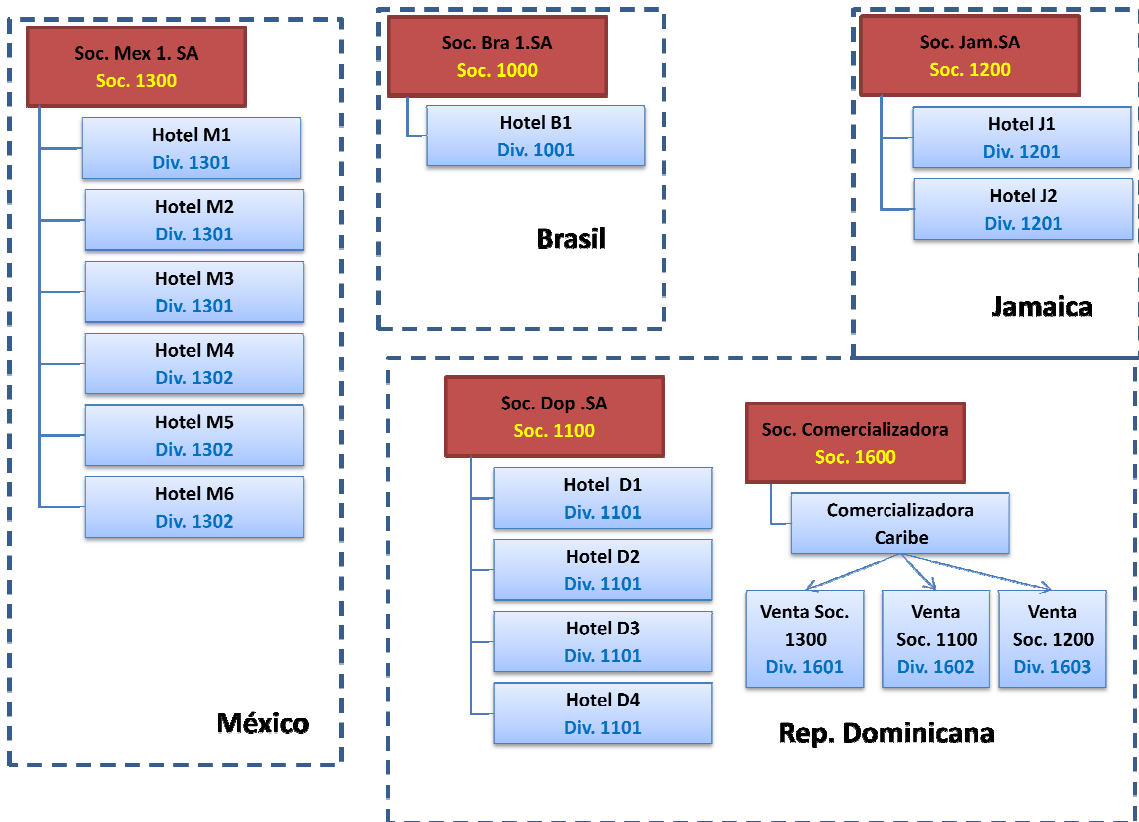 Soc. Mex 1. SA
Soc. 1300
Hotel M1
Div. 1301
Hotel M2
Div. 1301
Hotel M3
Div. 1301
Hotel M4
Div. 1302
Hotel M5
Div. 1302
Hotel M6
Div. 1302
México
Soc. Bra 1.SA
Soc. 1000
Hotel B1
Div. 1001
Brasil
Soc. Jam.SA
Soc. 1200
Hotel J1
Div. 1201
Hotel J2
Div. 1201
Jamaica
Soc. Dop .SA
Soc. 1100
Hotel D1
Div. 1101
Hotel D2
Div. 1101
Hotel D3
Div. 1101
Hotel D4
Div. 1101
Soc. Comercializadora
Soc. 1600
Comercializadora
Caribe
Venta Soc.
1300
Div. 1601
Venta
Soc. 1100
Div. 1602
Venta
Soc. 1200
Div. 1603
Rep. Dominicana